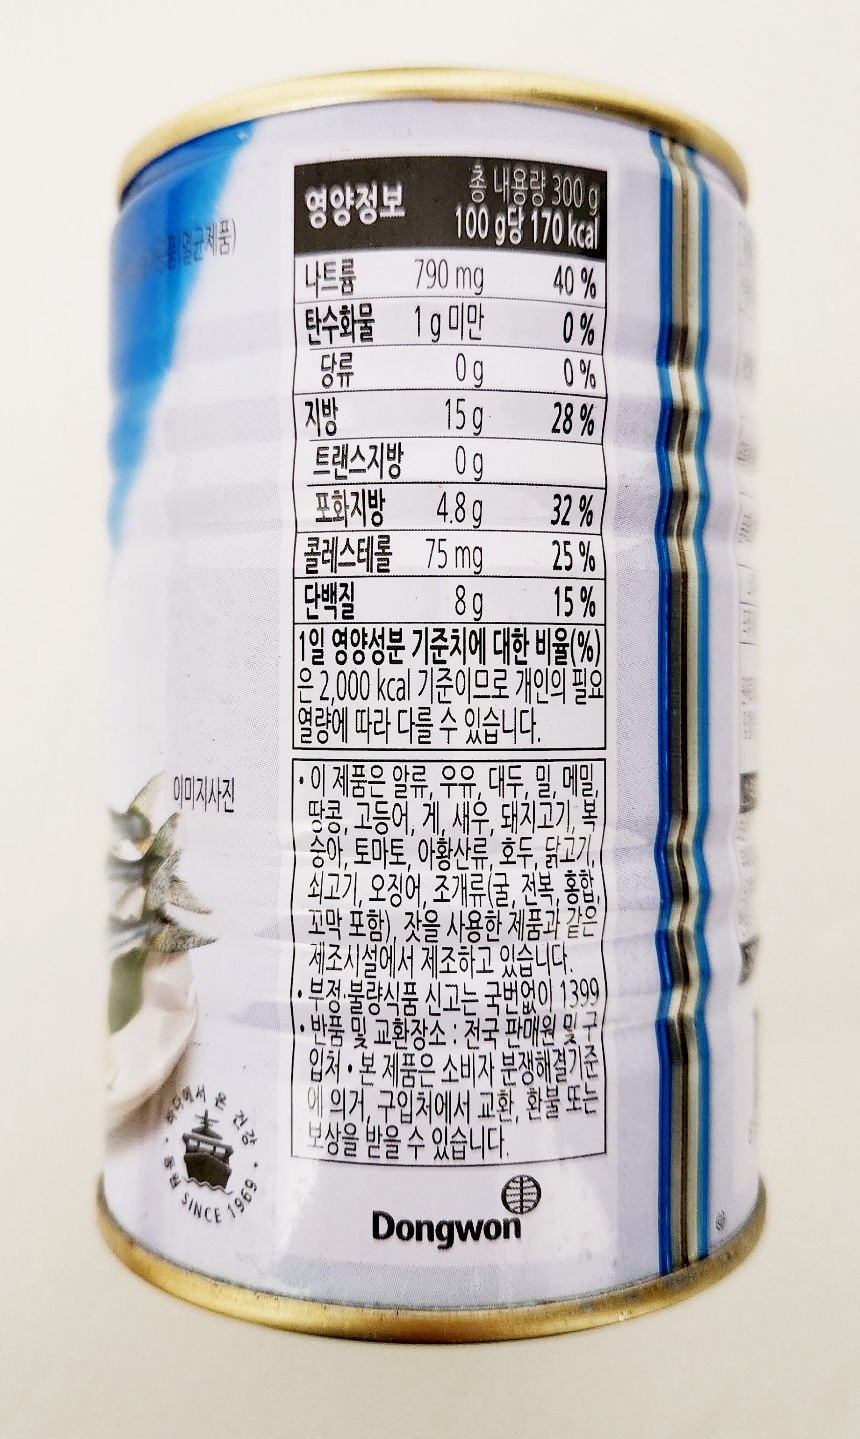 영양정보
총 내용량 300 g
100 g당 170 kcal
나트륨 790 mg 40 %
탄수화물 1 g 미만 0 %
당류 0 g 0 %
지방 15 g 28 %
트랜스지방 0 g
포화지방 4.8 g 32 %
콜레스테롤 75 mg 25 %
단백질 8 g 15 %
1일 영양성분 기준치에 대한 비율(%)
은 2,000 kcal 기준이므로 개인의 필요
열량에 따라 다를 수 있습니다.
• 이 제품은 알류, 우유, 대두, 밀, 메밀,
땅콩, 고등어, 게, 새우, 돼지고기, 복
숭아, 토마토, 아황산류, 호두, 닭고기,
쇠고기, 오징어, 조개류(굴, 전복, 홍합,
꼬막 포함), 잣을 사용한 제품과 같은
제조시설에서 제조하고 있습니다.
• 부정·불량식품 신고는 국번없이 1399
• 반품 및 교환장소 : 전국 판매원 및 구
입처 • 본 제품은 소비자 분쟁해결기준
에 의거, 구입처에서 교환, 환불 또는
보상을 받을 수 있습니다.
(멸균제품)
이미지사진
바다에서 온 건강
SINCE 1969
Dongwon